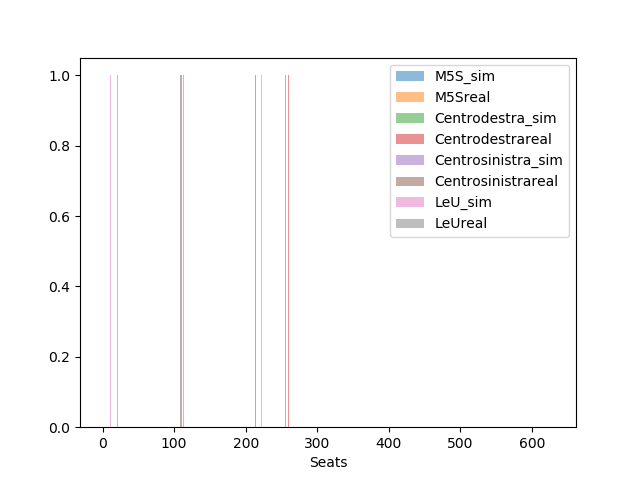 1.0
0.8
0.6
0.4
0.2
0.0
0 100 200 300 400 500 600
Seats
M5S_sim
M5Sreal
Centrodestra_sim
Centrodestrareal
Centrosinistra_sim
Centrosinistrareal
LeU_sim
LeUreal